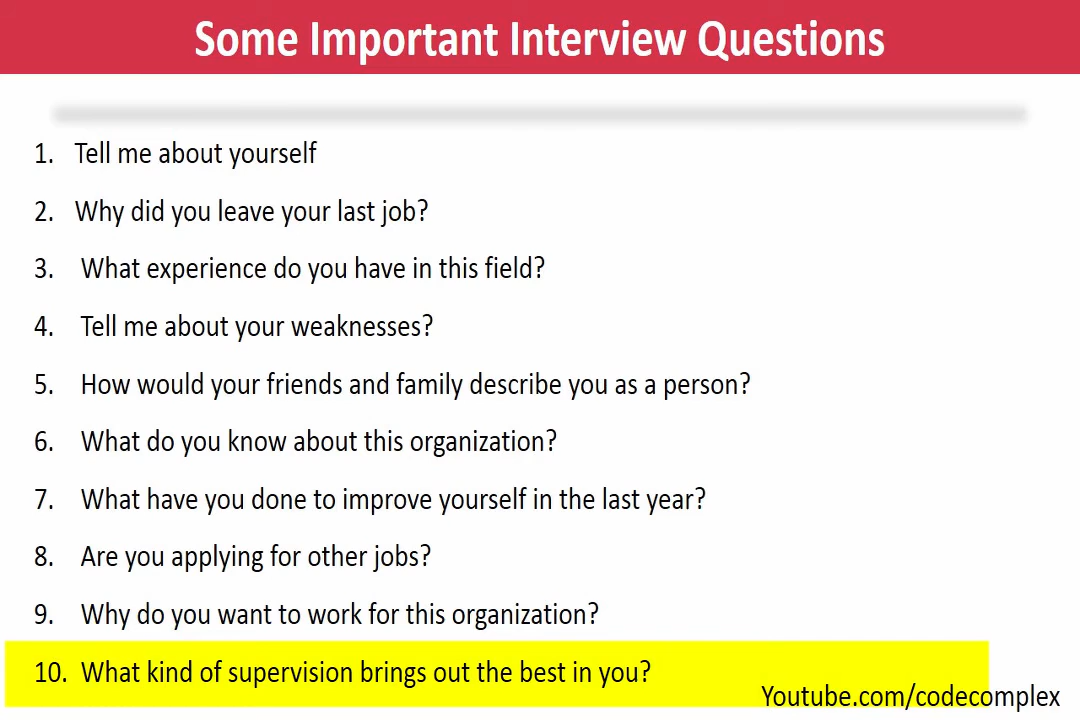 Some Important Interview Questions
1. Tell me about yourself
2. Why did you leave your last job?
3. What experience do you have in this field?
4. Tell me about your weaknesses?
5. How would your friends and family describe you as a person?
6. What do you know about this organization?
7. What have you done to improve yourself in the last year?
8. Are you applying for other jobs?
9. Why do you want to work for this organization?
10. What kind of supervision brings out the best in you?
Youtube.com/codecomplex